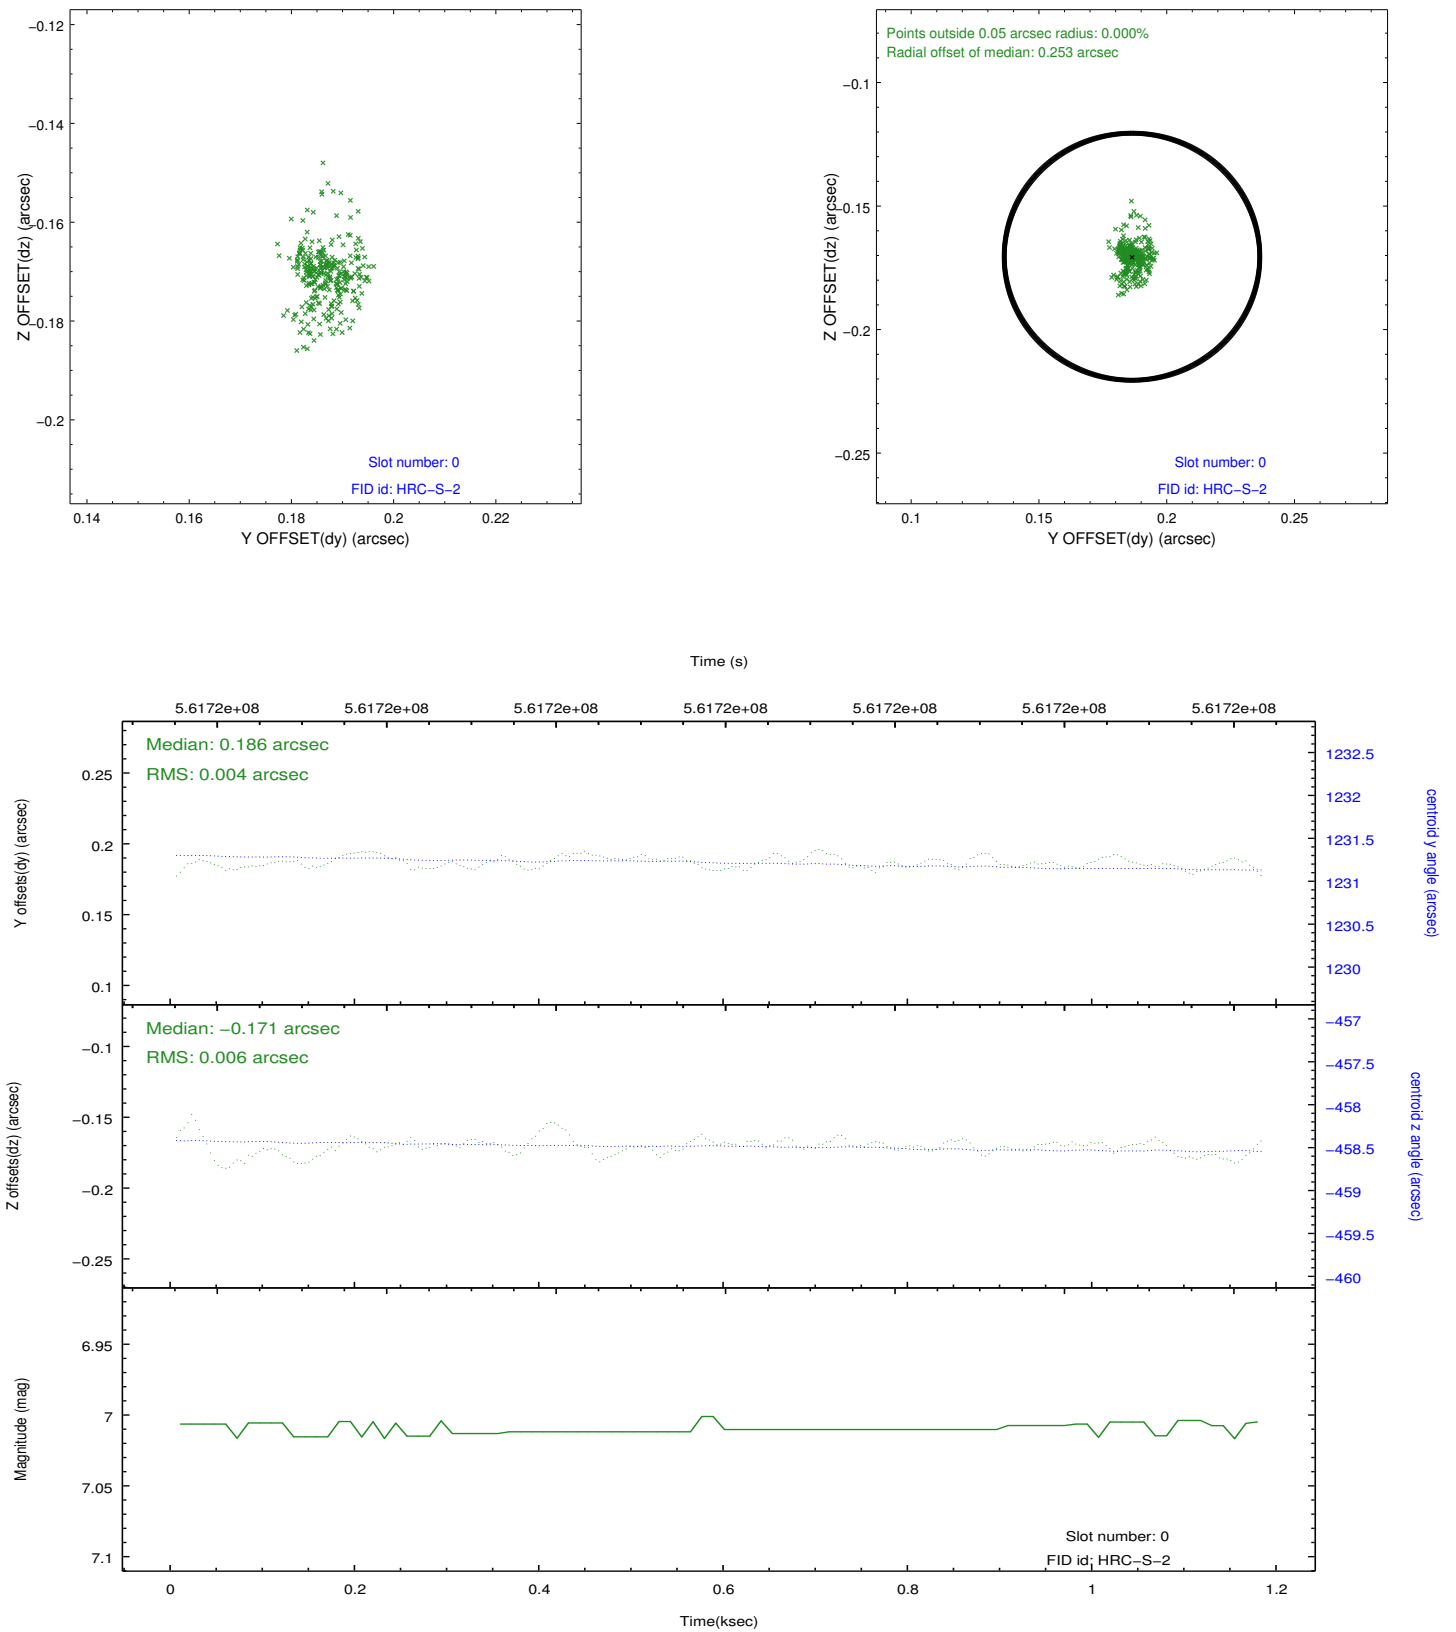 −0.12
−0.14
−0.16
−0.18
−0.2
Z OFFSET(dz) (arcsec)
Slot number: 0
FID id: HRC−S−2
0.14
0.16
0.18
0.2
0.22
Y OFFSET(dy) (arcsec)
Points outside 0.05 arcsec radius: 0.000%
Radial offset of median: 0.253 arcsec
−0.1
−0.15
−0.2
−0.25
Z OFFSET(dz) (arcsec)
Slot number: 0
FID id: HRC−S−2
0.1
0.15
0.2
0.25
Y OFFSET(dy) (arcsec)
Time (s)
5.6172e+08 5.6172e+08 5.6172e+08 5.6172e+08 5.6172e+08 5.6172e+08 5.6172e+08
Median: 0.186 arcsec
RMS: 0.004 arcsec
0.25
0.2
0.15
0.1
Y offsets(dy) (arcsec)
1232.5
1232
1231.5
1231
1230.5
1230
centroid y angle (arcsec)
Median: −0.171 arcsec
RMS: 0.006 arcsec
−0.1
−0.15
−0.2
−0.25
Z offsets(dz) (arcsec)
−457
−457.5
−458
−458.5
−459
−459.5
−460
centroid z angle (arcsec)
6.95
7
7.05
7.1
Magnitude (mag)
Slot number: 0
FID id: HRC−S−2
0 0.2 0.4 0.6 0.8 1 1.2
Time(ksec)